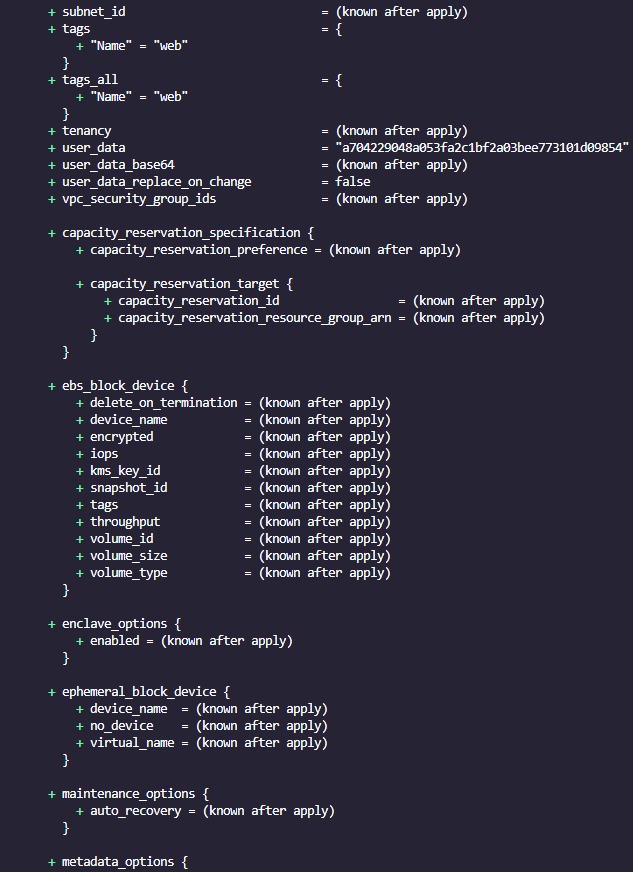 + subnet_id                            = (known after apply)
+ tags                                 = {
    + "Name" = "web"
  }
+ tags_all                             = {
    + "Name" = "web"
  }
+ tenancy                              = (known after apply)
+ user_data                            = "a704229048a053fa2c1bf2a03bee773101d09854"
+ user_data_base64                     = (known after apply)
+ user_data_replace_on_change          = false
+ vpc_security_group_ids               = (known after apply)

+ capacity_reservation_specification {
    + capacity_reservation_preference = (known after apply)

    + capacity_reservation_target {
        + capacity_reservation_id                 = (known after apply)
        + capacity_reservation_resource_group_arn = (known after apply)
      }
  }

+ ebs_block_device {
    + delete_on_termination = (known after apply)
    + device_name           = (known after apply)
    + encrypted             = (known after apply)
    + iops                  = (known after apply)
    + kms_key_id            = (known after apply)
    + snapshot_id           = (known after apply)
    + tags                  = (known after apply)
    + throughput            = (known after apply)
    + volume_id             = (known after apply)
    + volume_size           = (known after apply)
    + volume_type           = (known after apply)
  }

+ enclave_options {
    + enabled = (known after apply)
  }

+ ephemeral_block_device {
    + device_name  = (known after apply)
    + no_device    = (known after apply)
    + virtual_name = (known after apply)
  }

+ maintenance_options {
    + auto_recovery = (known after apply)
  }

+ metadata_options {